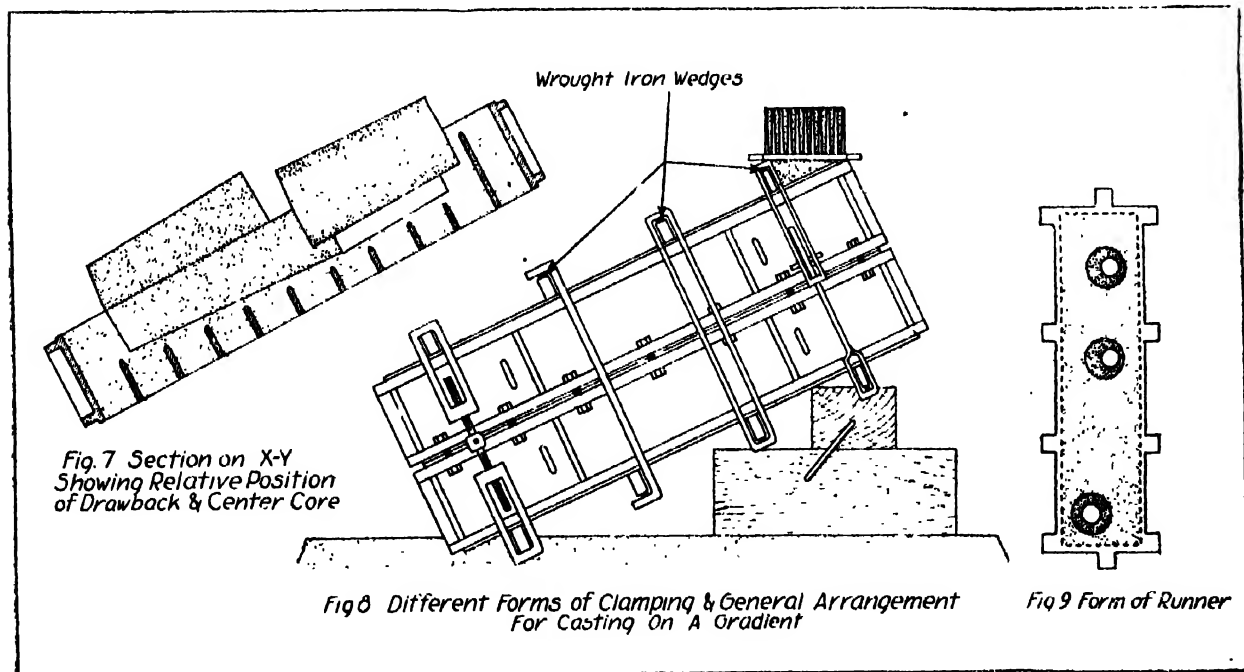 Wrought Iron Wedges
Fig. 7 Section on X-Y
Showing Relative Position
of Drawback & Center Core
Fig 8 Different Forms of Clamping & General Arrangement
For Casting On A Gradient
Fig 9 Form of Runner